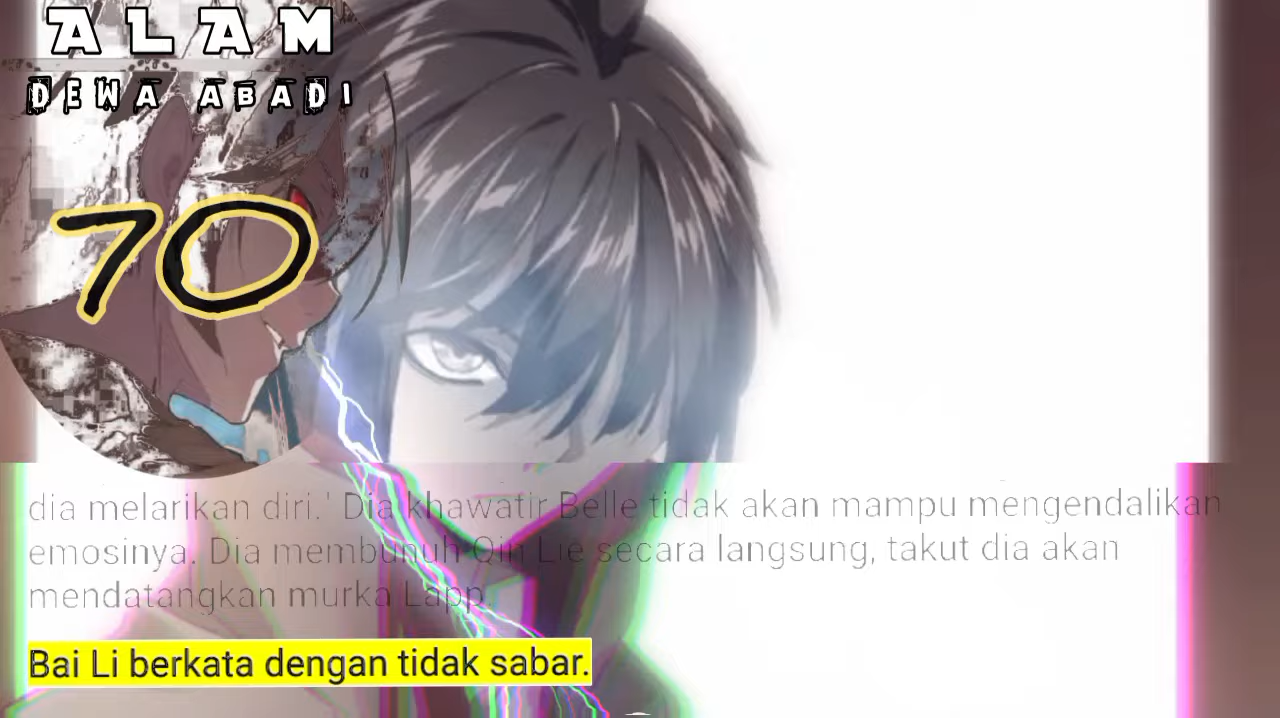 ALAM
DEWA ABADI
70
dia melarikan diri.' Dia khawatir Belle tidak akan mampu mengendalikan
emosinya. Dia membunuh Qin Lie secara langsung, takut dia akan
mendatangkan murka Lapp.
Bai Li berkata dengan tidak sabar.